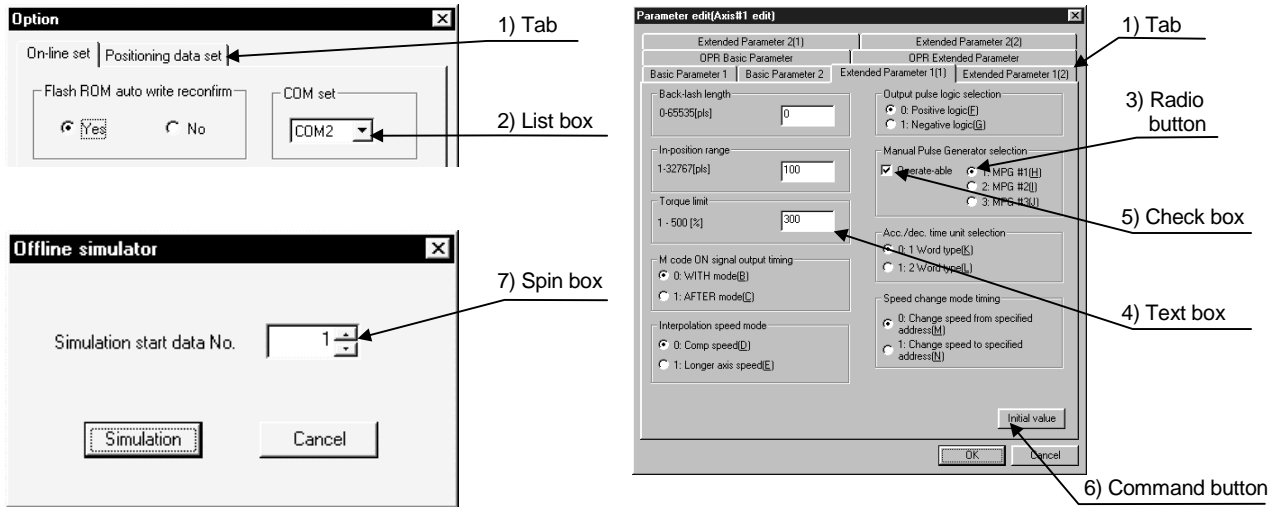 Option
On-line set
Positioning data set
Flash ROM auto write reconfirm
Yes
No
COM set
COM2
1) Tab
2) List box
Offline simulator
Simulation start data No.
1
Simulation
Cancel
7) Spin box
Parameter edit(Axis#1 edit)
Extended Parameter 2(1)
Extended Parameter 2(2)
OPR Basic Parameter
OPR Extended Parameter
Basic Parameter 1
Basic Parameter 2
Extended Parameter 1(1)
Extended Parameter 1(2)
Back-lash length
0-65535[pls]
0
In-position range
1-32767[pls]
100
Torque limit
1 - 500 [%]
300
M code ON signal output timing
0: WITH mode(B)
1: AFTER mode(C)
Interpolation speed mode
0: Comp speed(D)
1: Longer axis speed(E)
Output pulse logic selection
0: Positive logic(F)
1: Negative logic(G)
Manual Pulse Generator selection
Operate-able
1: MPG #1(H)
2: MPG #2(I)
3: MPG #3(J)
Acc./dec. time unit selection
0: 1 Word type(K)
1: 2 Word type(L)
Speed change mode timing
0: Change speed from specified
address(M)
1: Change speed to specified
address(N)
Initial value
OK
Cancel
1) Tab
3) Radio
button
5) Check box
4) Text box
6) Command button